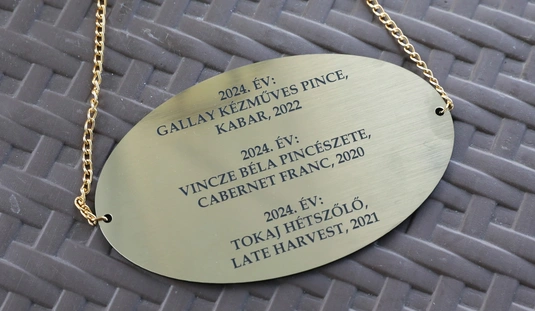 2024. ÉV:
GALLAY KÉZMŰVES PINCE,
KABAR, 2022
2024. ÉV:
VINCZE BÉLA PINCÉSZETE,
CABERNET FRANC, 2020
2024. ÉV:
TOKAJ HÉTSZŐLŐ,
LATE HARVEST, 2021